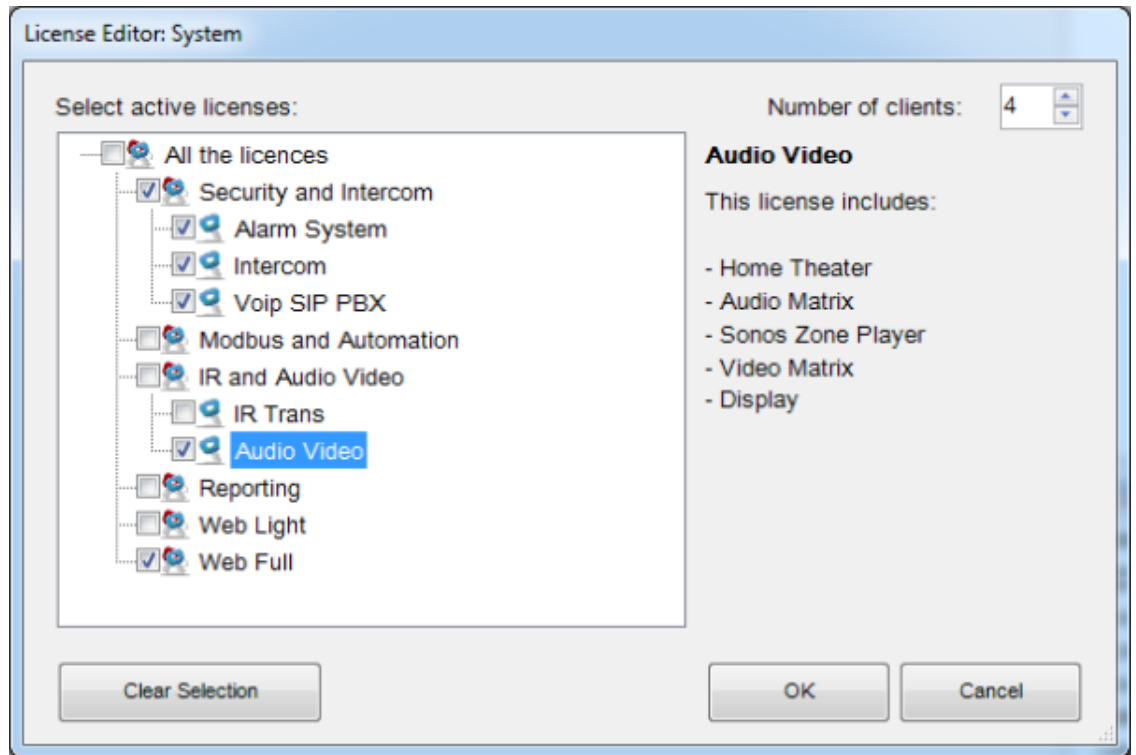 License Editor: System
Select active licenses:
Number of clients: 4
All the licences
Security and Intercom
Alarm System
Intercom
Voip SIP PBX
Modbus and Automation
IR and Audio Video
IR Trans
Audio Video
Reporting
Web Light
Web Full
Audio Video
This license includes:
- Home Theater
- Audio Matrix
- Sonos Zone Player
- Video Matrix
- Display
Clear Selection
OK
Cancel